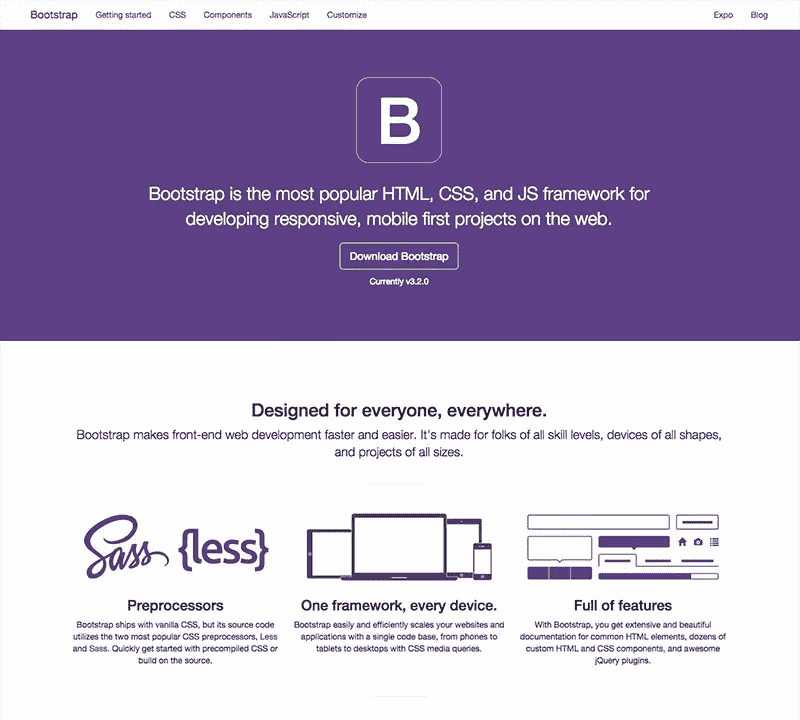 Bootstrap Getting started CSS Components JavaScript Customize Expo Blog
B
Bootstrap is the most popular HTML, CSS, and JS framework for
developing responsive, mobile first projects on the web.
Download Bootstrap
Currently v3.2.0
Designed for everyone, everywhere.
Bootstrap makes front-end web development faster and easier. It's made for folks of all skill levels, devices of all shapes,
and projects of all sizes.
Sass {less}
Preprocessors
Bootstrap ships with vanilla CSS, but its source code
utilizes the two most popular CSS preprocessors, Less
and Sass. Quickly get started with precompiled CSS or
build on the source.
One framework, every device.
Bootstrap easily and efficiently scales your websites and
applications with a single code base, from phones to
tablets to desktops with CSS media queries.
Full of features
With Bootstrap, you get extensive and beautiful
documentation for common HTML elements, dozens of
custom HTML and CSS components, and awesome
jQuery plugins.